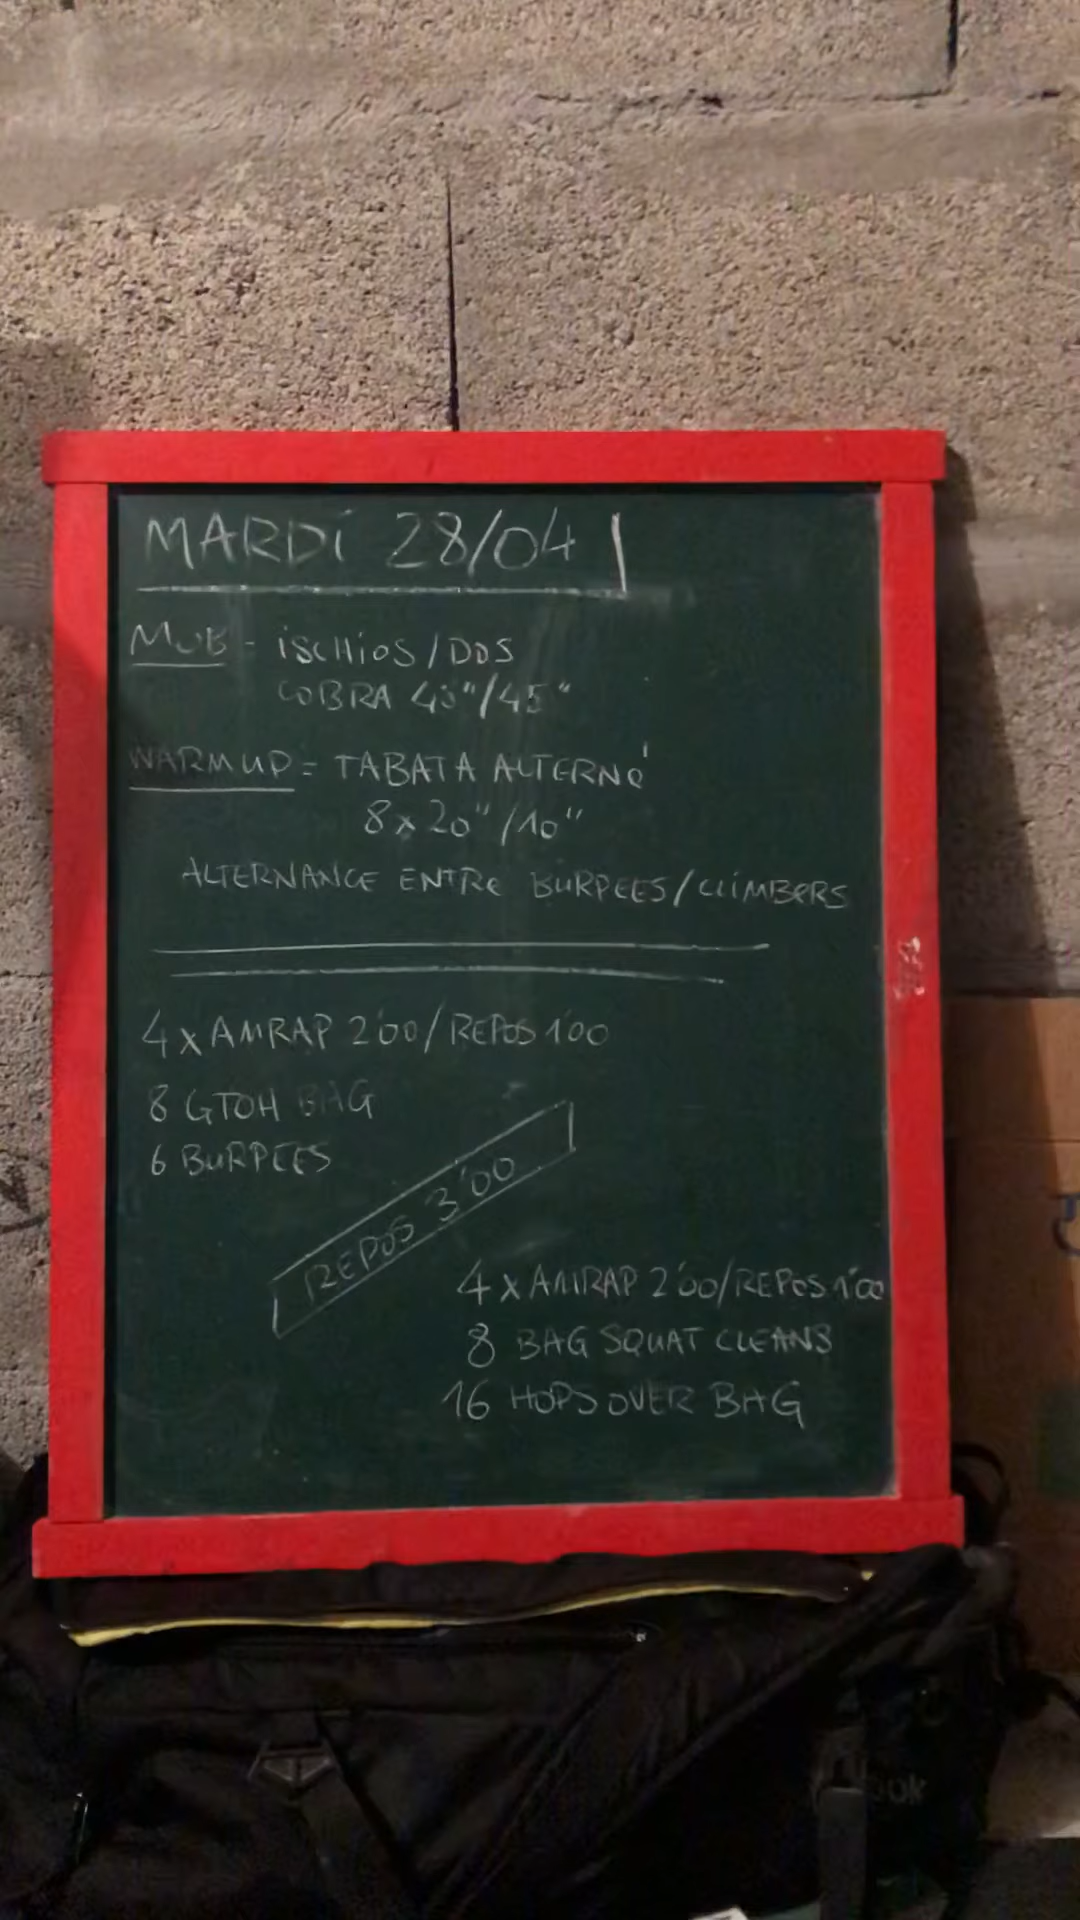 MARDI 28/04
MOB - ISCHIOS/DOS
COBRA 45"/45"
WARMUP = TABATA ALTERNÉ
8x20"/10"
ALTERNANCE ENTRE BURPEES/CLIMBERS
4 x AMRAP 2'00/REPOS 1'00
8 GTOH BAG
6 BURPEES
REPOS 3'00
4 x AMRAP 2'00/REPOS 1'00
8 BAG SQUAT CLEANS
16 HOPS OVER BAG